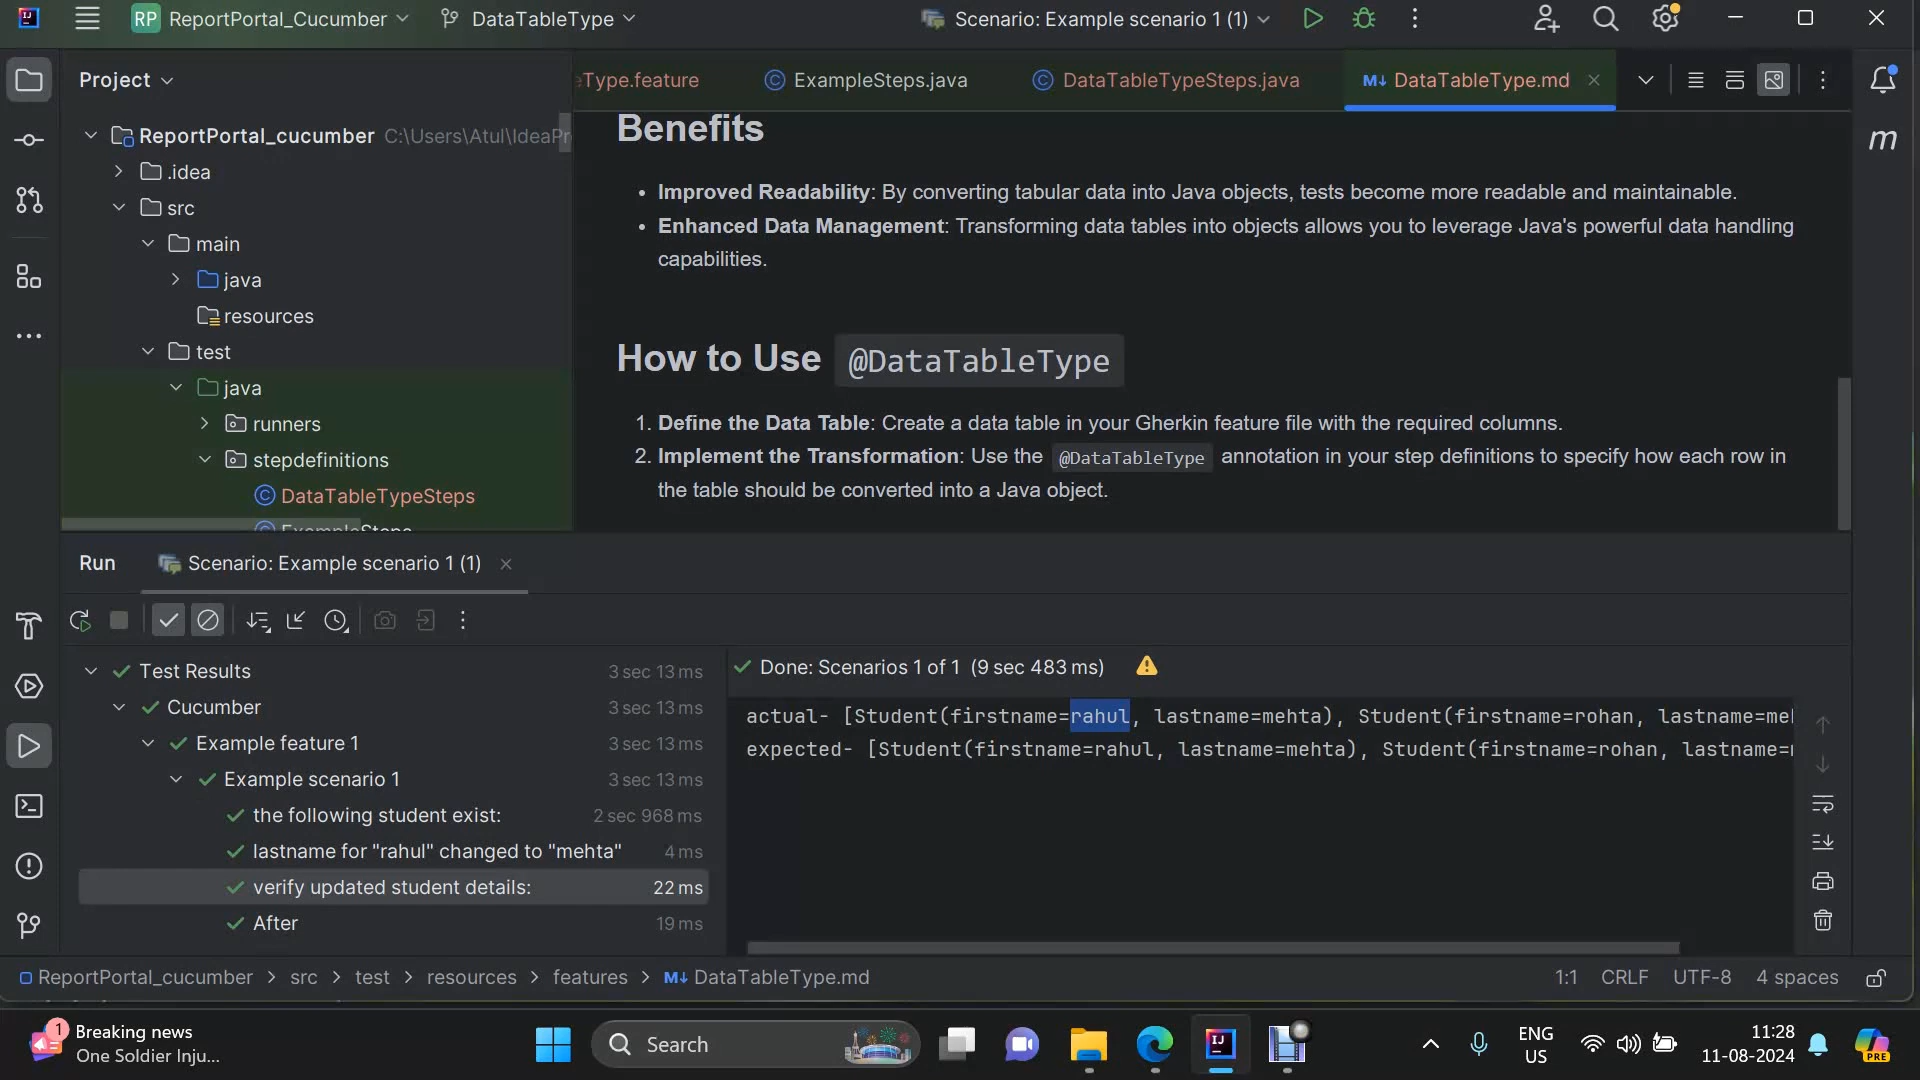 RP ReportPortal_Cucumber DataTableType Scenario: Example scenario 1 (1)
Project
eType.feature ExampleSteps.java DataTableTypeSteps.java M↓ DataTableType.md
ReportPortal_cucumber C:\Users\Atul\IdeaPr
.idea
src
main
java
resources
test
java
runners
stepdefinitions
DataTableTypeSteps
ExampleSteps
Benefits
• Improved Readability: By converting tabular data into Java objects, tests become more readable and maintainable.
• Enhanced Data Management: Transforming data tables into objects allows you to leverage Java's powerful data handling
capabilities.
How to Use @DataTableType
1. Define the Data Table: Create a data table in your Gherkin feature file with the required columns.
2. Implement the Transformation: Use the @DataTableType annotation in your step definitions to specify how each row in
the table should be converted into a Java object.
m
Run Scenario: Example scenario 1 (1)
Test Results 3 sec 13 ms
Cucumber 3 sec 13 ms
Example feature 1 3 sec 13 ms
Example scenario 1 3 sec 13 ms
the following student exist: 2 sec 968 ms
lastname for "rahul" changed to "mehta" 4 ms
verify updated student details: 22 ms
After 19 ms
Done: Scenarios 1 of 1 (9 sec 483 ms)
actual- [Student(firstname=rahul, lastname=mehta), Student(firstname=rohan, lastname=meh
expected- [Student(firstname=rahul, lastname=mehta), Student(firstname=rohan, lastname=m
ReportPortal_cucumber > src > test > resources > features > M↓ DataTableType.md 1:1 CRLF UTF-8 4 spaces
1 Breaking news
One Soldier Inju...
Search
ENG
US
11:28
11-08-2024
PRE